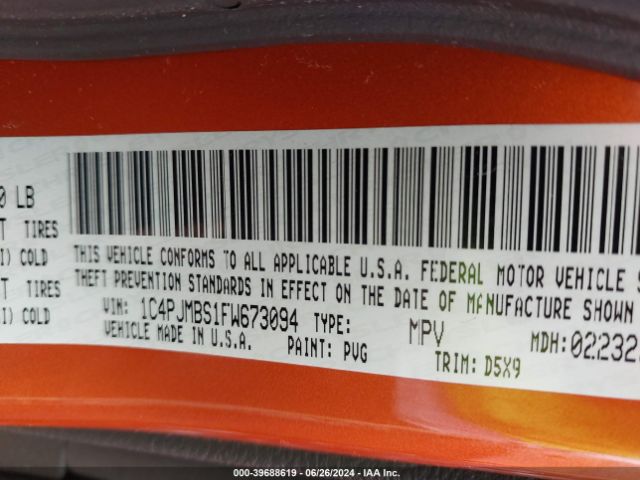 0 LB
T TIRES
I) COLD
T TIRES
I) COLD
THIS VEHICLE CONFORMS TO ALL APPLICABLE U.S.A. FEDERAL MOTOR VEHICLE S
THEFT PREVENTION STANDARDS IN EFFECT ON THE DATE OF MANUFACTURE SHOWN
VIN: 1C4PJMBS1FW673094 TYPE: MPV MDH: 02232
VEHICLE MADE IN U.S.A. PAINT: PVG TRIM: D5X9
000-39688619 - 06/26/2024 - IAA Inc.